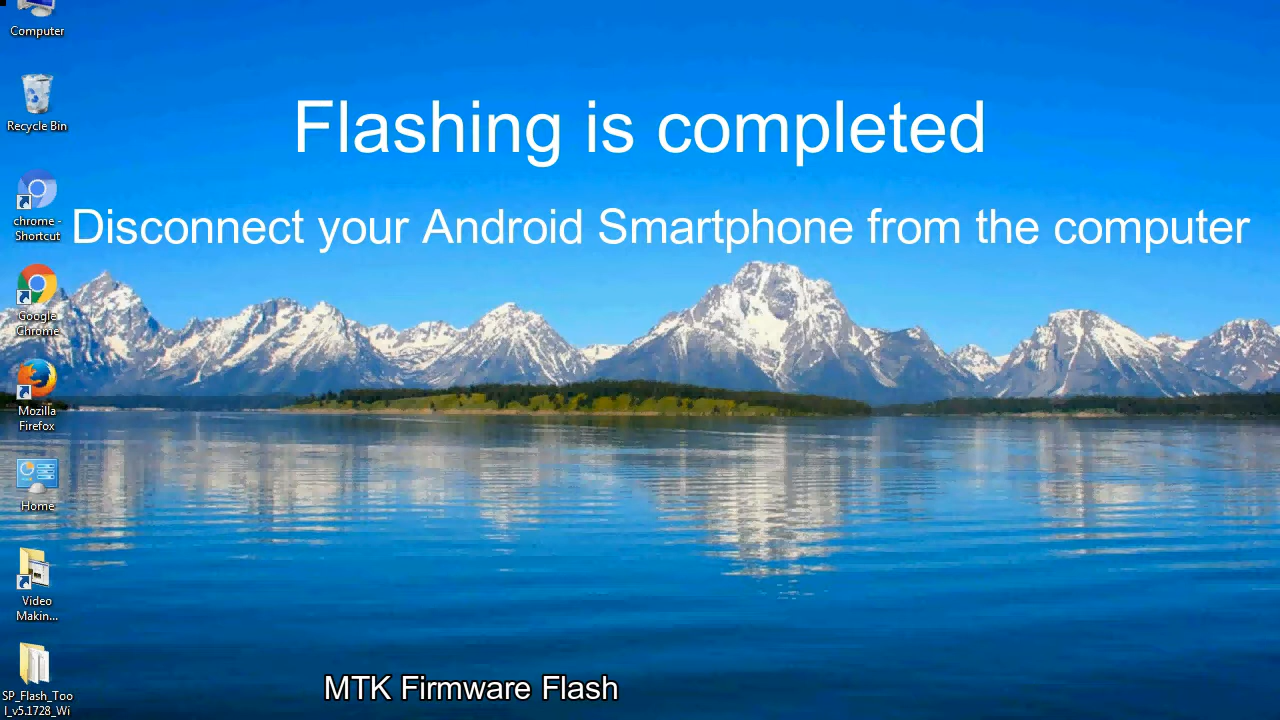 Computer
Recycle Bin
chrome -
Shortcut
Google
Chrome
Mozilla
Firefox
Home
Video
Makin...
SP_Flash_Too
l_v5.1728_Wi
Flashing is completed
Disconnect your Android Smartphone from the computer
MTK Firmware Flash